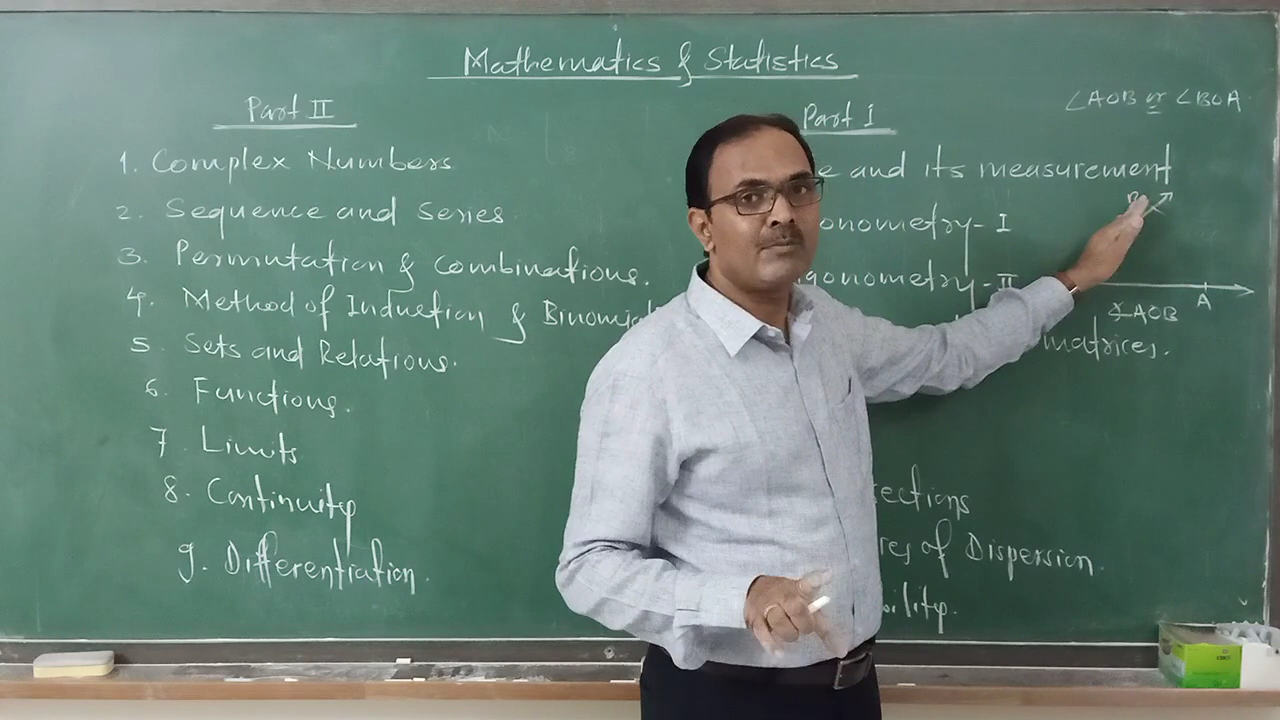 Mathematics & Statistics
Part II
1. Complex Numbers
2. Sequence and Series
3. Permutation & Combinations.
4. Method of Induction & Binomial
5. Sets and Relations.
6. Functions.
7. Limits
8. Continuity
9. Differentiation.
Part I
∠AOB or ∠BOA
e and its measurement
onometry - I
igonometry - II
matrices.
ections
res of Dispersion.
bility.
B
A
∡AOB